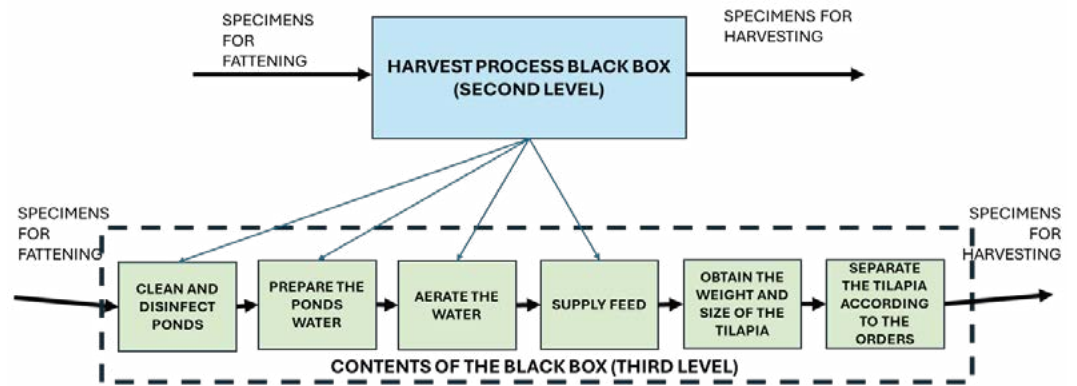 SPECIMENS
FOR
FATTENING
SPECIMENS FOR
HARVESTING
HARVEST PROCESS BLACK BOX
(SECOND LEVEL)
SPECIMENS
FOR
FATTENING
SPECIMENS
FOR
HARVESTING
CLEAN AND
DISINFECT
PONDS
PREPARE THE
PONDS
WATER
AERATE THE
WATER
SUPPLY FEED
OBTAIN THE
WEIGHT AND
SIZE OF THE
TILAPIA
SEPARATE
THE TILAPIA
ACCORDING
TO THE
ORDERS
CONTENTS OF THE BLACK BOX (THIRD LEVEL)